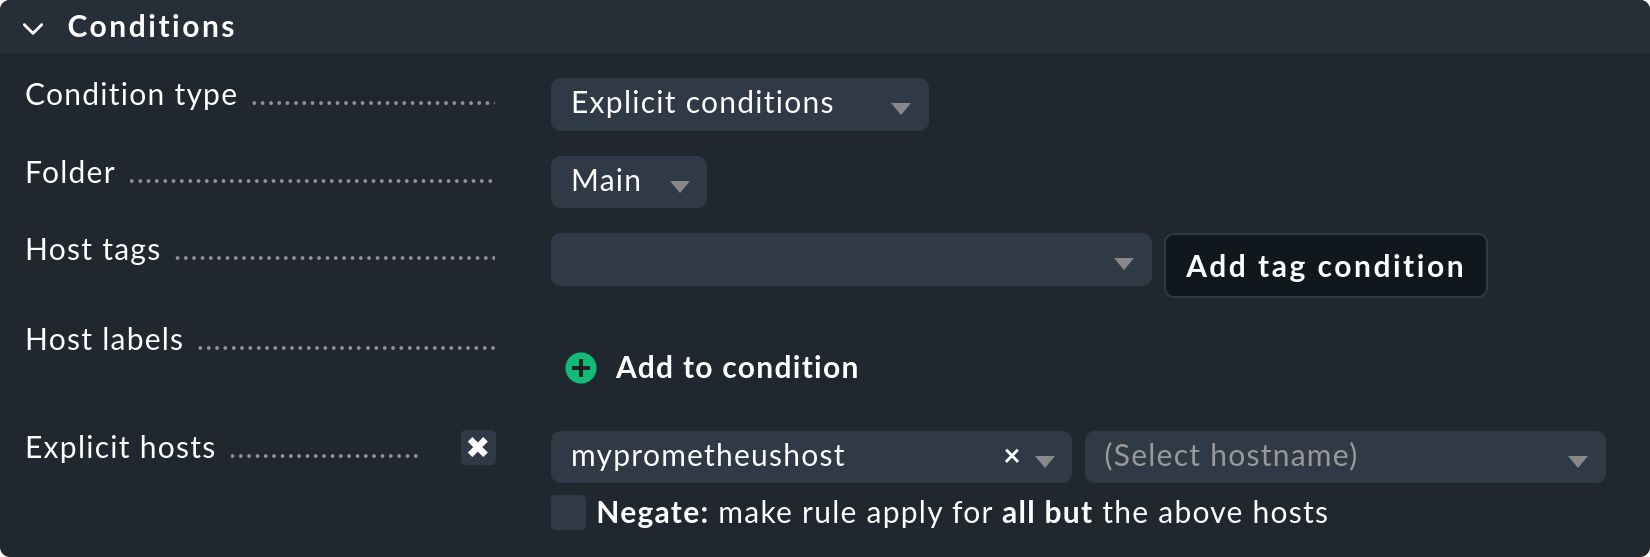 Conditions
Condition type
Explicit conditions
Folder
Main
Host tags
Add tag condition
Host labels
Add to condition
Explicit hosts
myprometheushost
(Select hostname)
Negate: make rule apply for all but the above hosts